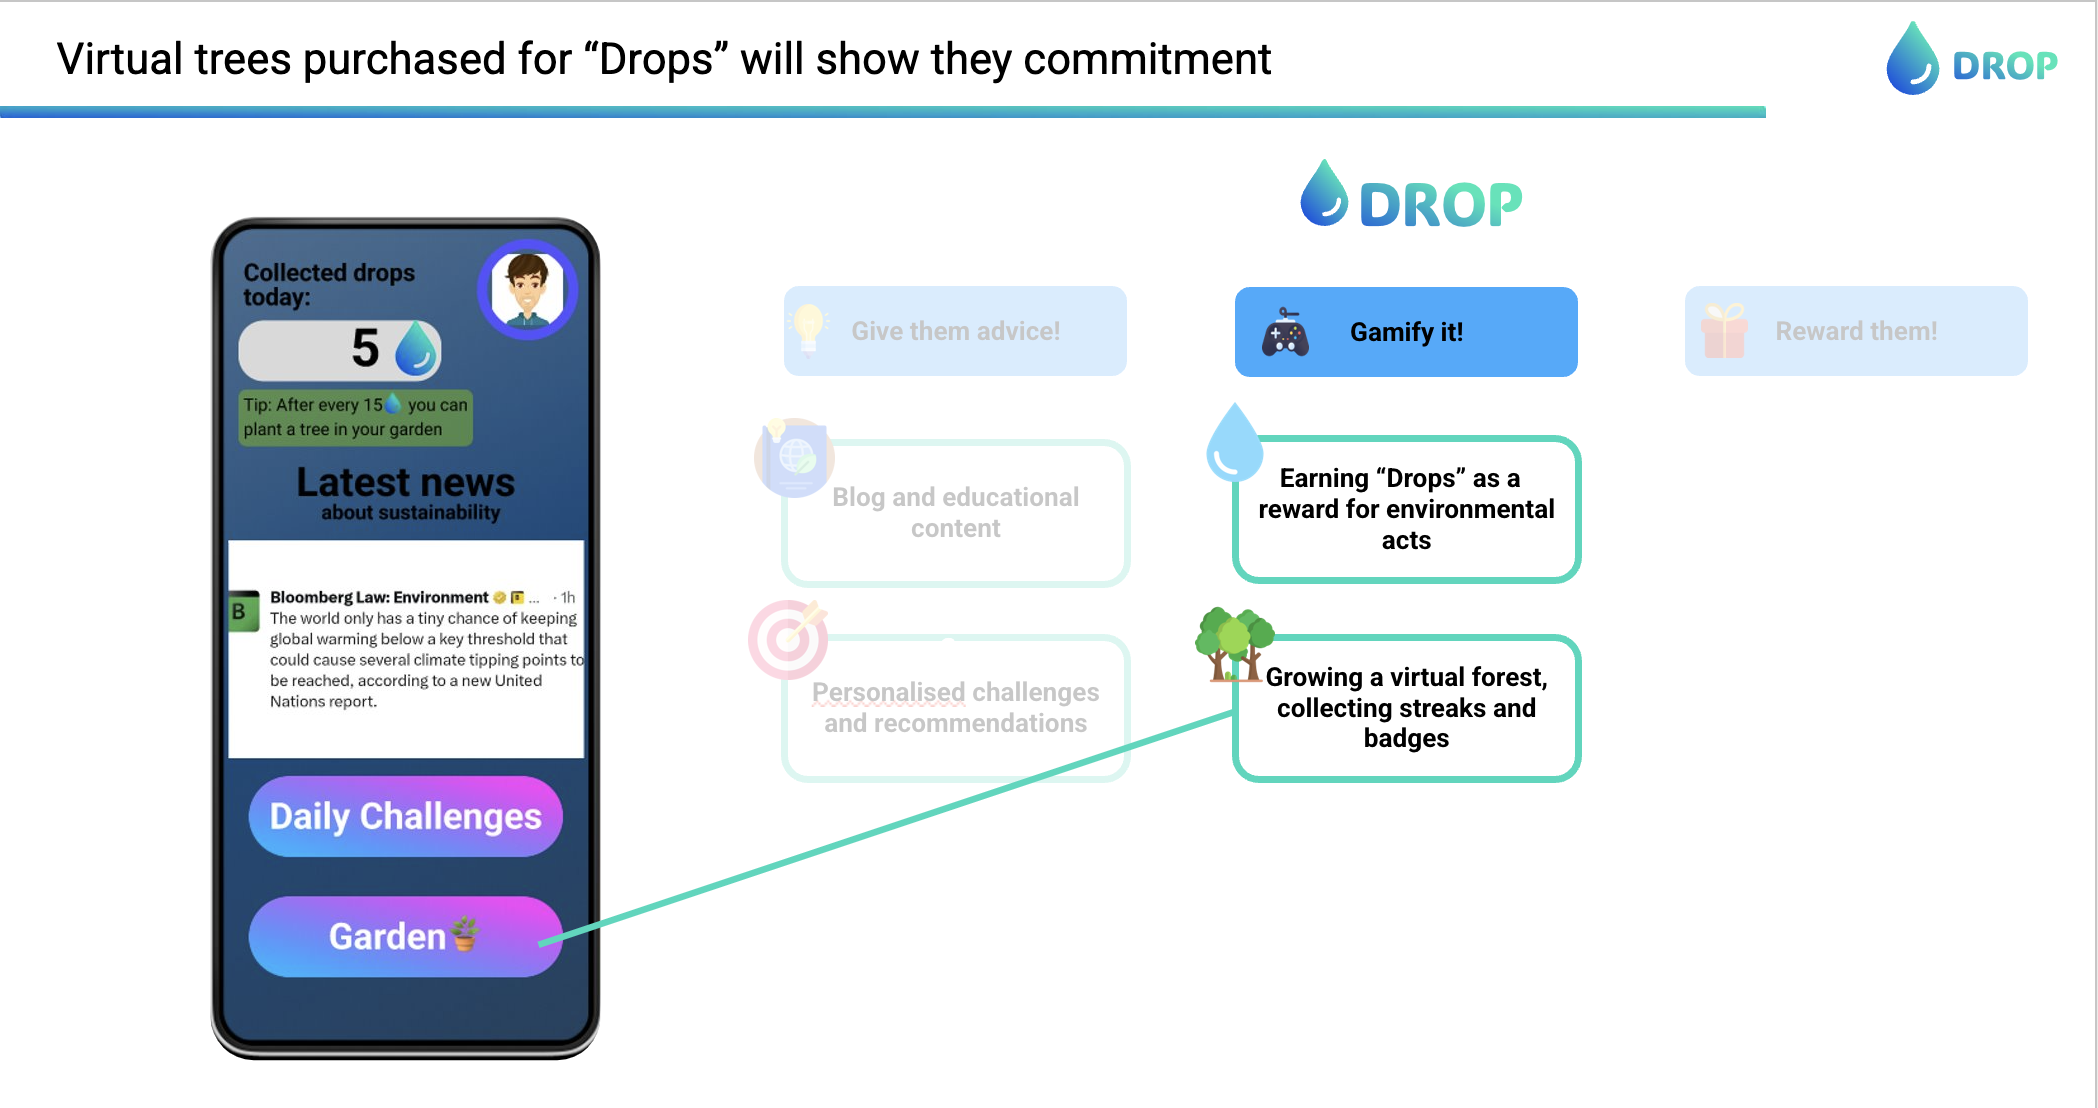 Virtual trees purchased for “Drops” will show they commitment
DROP
DROP
Collected drops
today:
5
Tip: After every 15 you can
plant a tree in your garden
Latest news
about sustainability
B
Bloomberg Law: Environment B ... · 1h
The world only has a tiny chance of keeping
global warming below a key threshold that
could cause several climate tipping points to
be reached, according to a new United
Nations report.
Daily Challenges
Garden
Give them advice!
Blog and educational
content
Personalised challenges
and recommendations
Gamify it!
Earning “Drops” as a
reward for environmental
acts
Growing a virtual forest,
collecting streaks and
badges
Reward them!